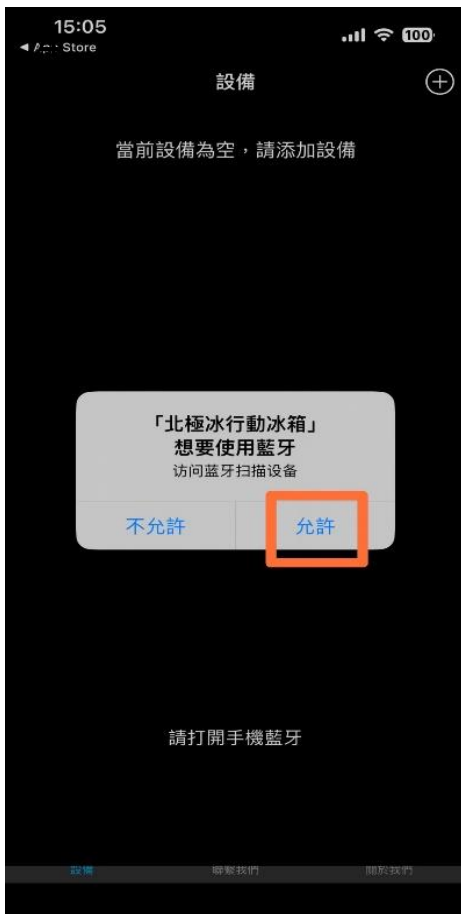 15:05
100
Store
設備
當前設備為空，請添加設備
「北極冰行動冰箱」
想要使用藍牙
访问蓝牙扫描设备
不允許
允許
請打開手機藍牙
設備
聯繫我們
關於我們